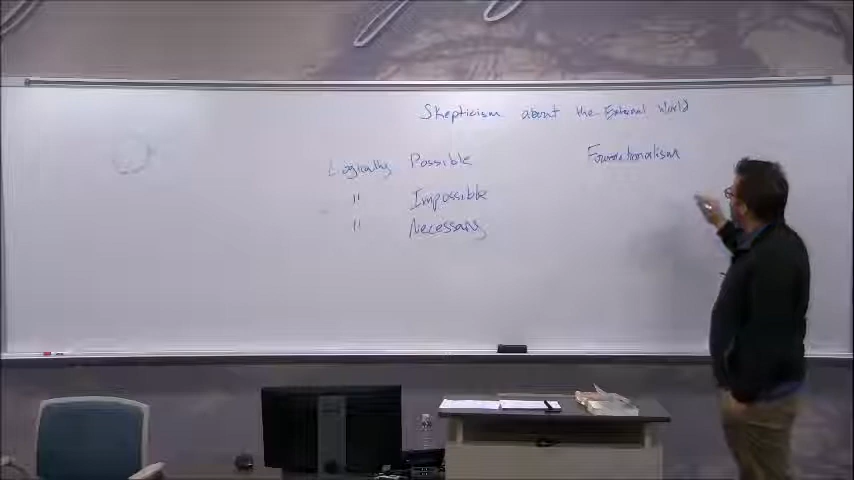 Skepticism about the External World
Logically Possible
" Impossible
" Necessary
Foundationalism